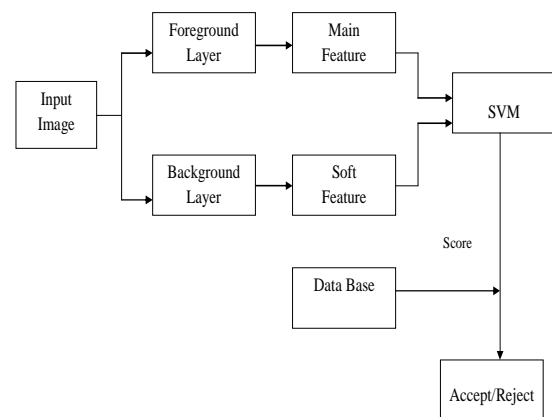 Foreground
Layer
Main
Feature
Input
Image
SVM
Background
Layer
Soft
Feature
Score
Data Base
Accept/Reject